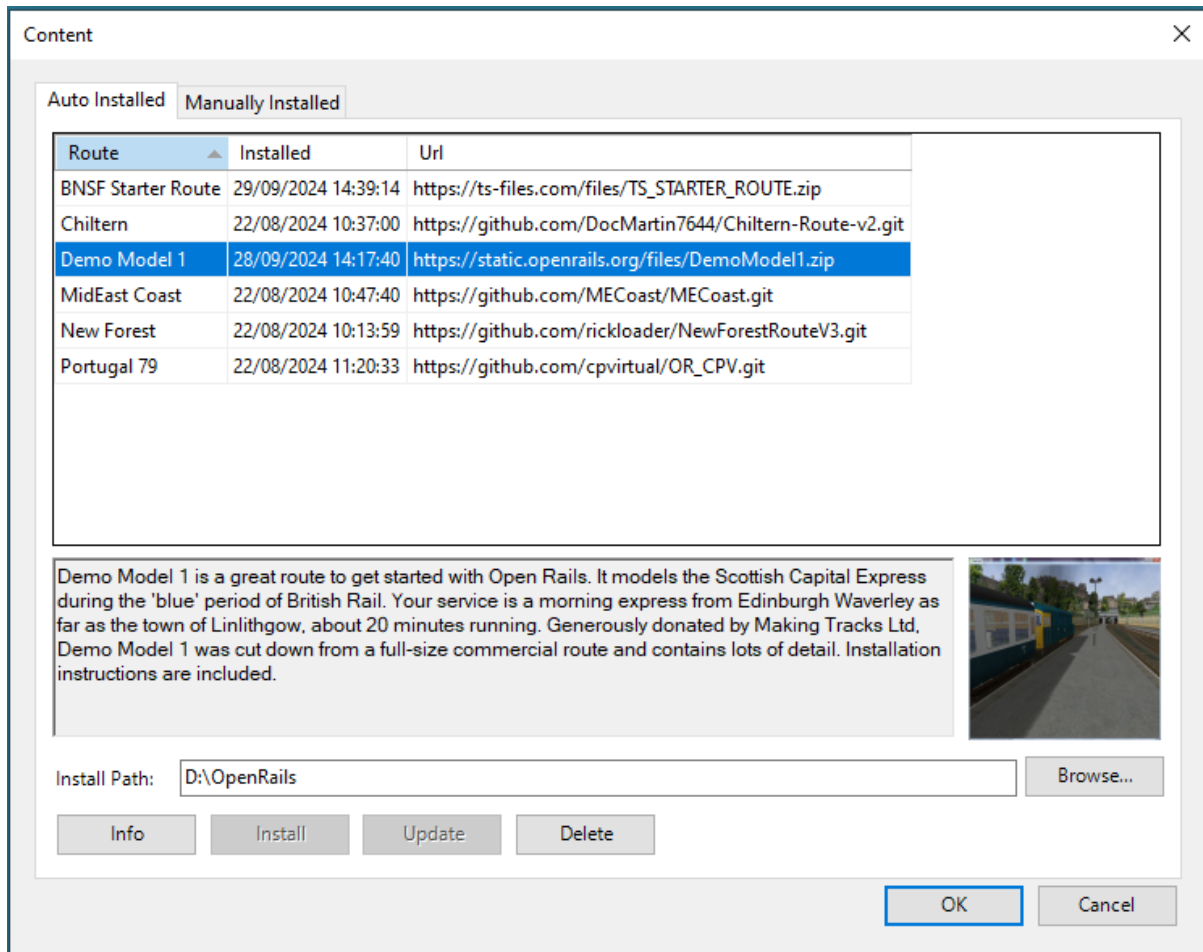 Content
Auto Installed Manually Installed
Route Installed Url
BNSF Starter Route 29/09/2024 14:39:14 https://ts-files.com/files/TS_STARTER_ROUTE.zip
Chiltern 22/08/2024 10:37:00 https://github.com/DocMartin7644/Chiltern-Route-v2.git
Demo Model 1 28/09/2024 14:17:40 https://static.openrails.org/files/DemoModel1.zip
MidEast Coast 22/08/2024 10:47:40 https://github.com/MECoast/MECoast.git
New Forest 22/08/2024 10:13:59 https://github.com/rickloader/NewForestRouteV3.git
Portugal 79 22/08/2024 11:20:33 https://github.com/cpvirtual/OR_CPV.git
Demo Model 1 is a great route to get started with Open Rails. It models the Scottish Capital Express
during the 'blue' period of British Rail. Your service is a morning express from Edinburgh Waverley as
far as the town of Linlithgow, about 20 minutes running. Generously donated by Making Tracks Ltd,
Demo Model 1 was cut down from a full-size commercial route and contains lots of detail. Installation
instructions are included.
Install Path: D:\OpenRails Browse...
Info Install Update Delete
OK Cancel